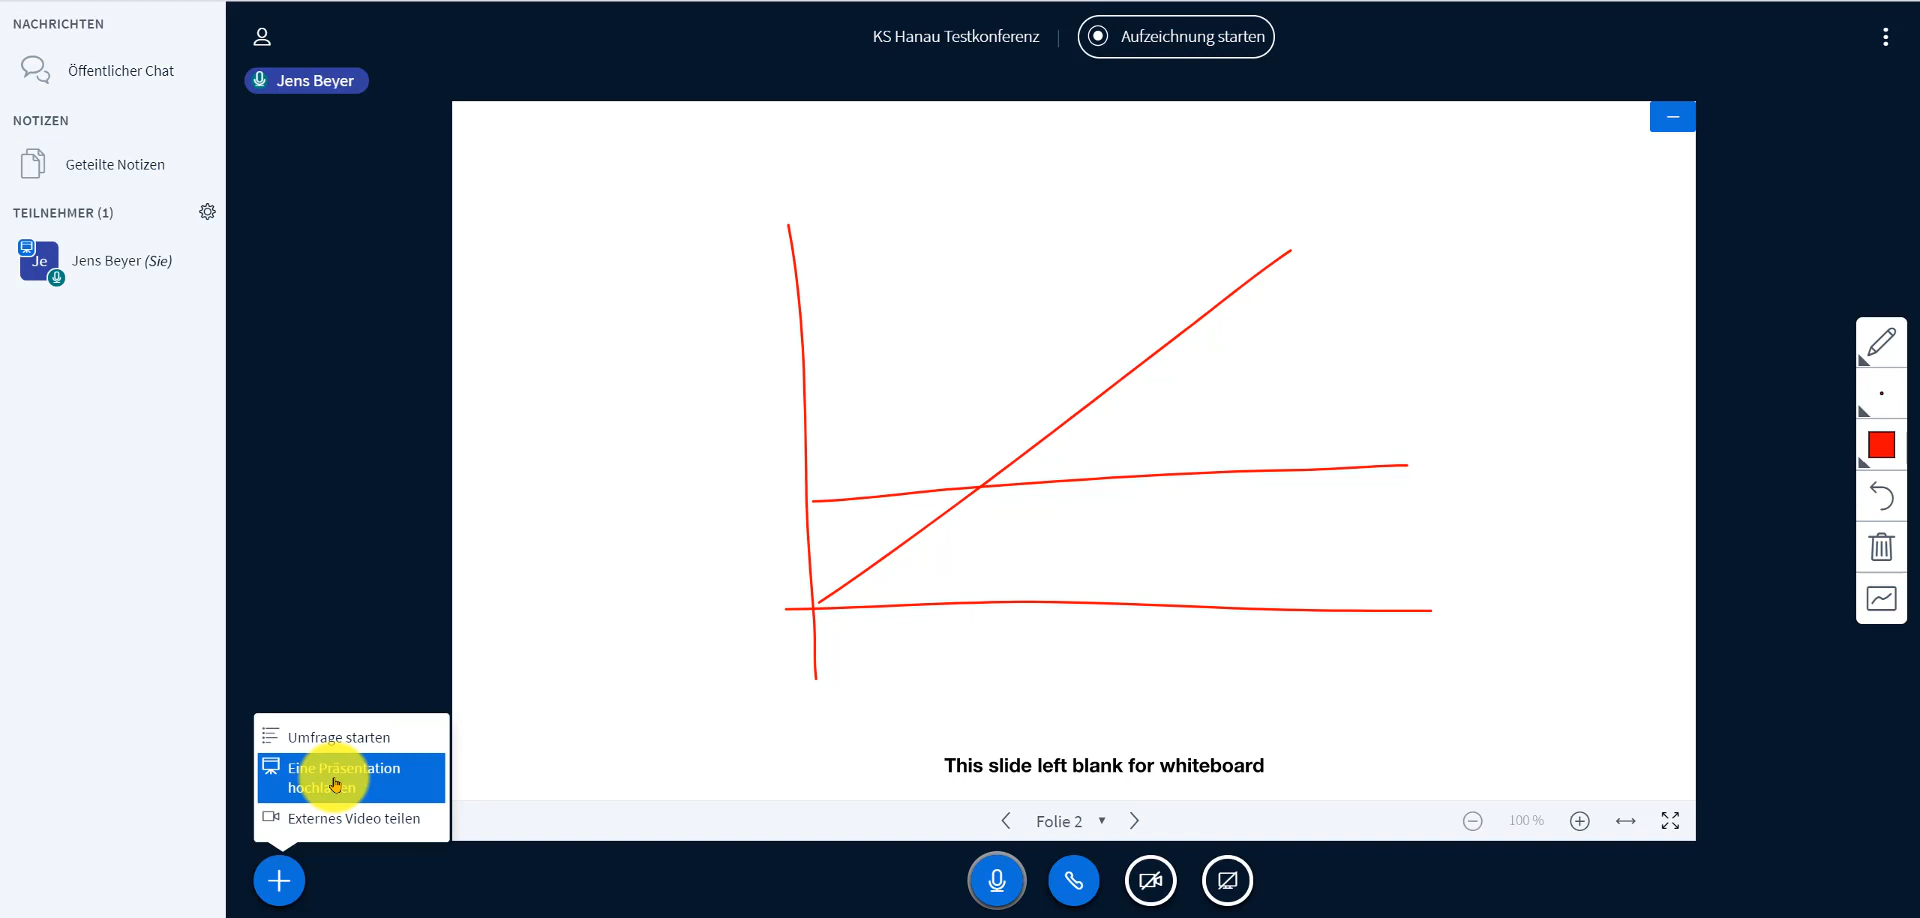 NACHRICHTEN
Öffentlicher Chat
NOTIZEN
Geteilte Notizen
TEILNEHMER (1)
Je
Jens Beyer (Sie)
KS Hanau Testkonferenz
Aufzeichnung starten
Jens Beyer
This slide left blank for whiteboard
Umfrage starten
Eine Präsentation
hochladen
Externes Video teilen
Folie 2
100 %